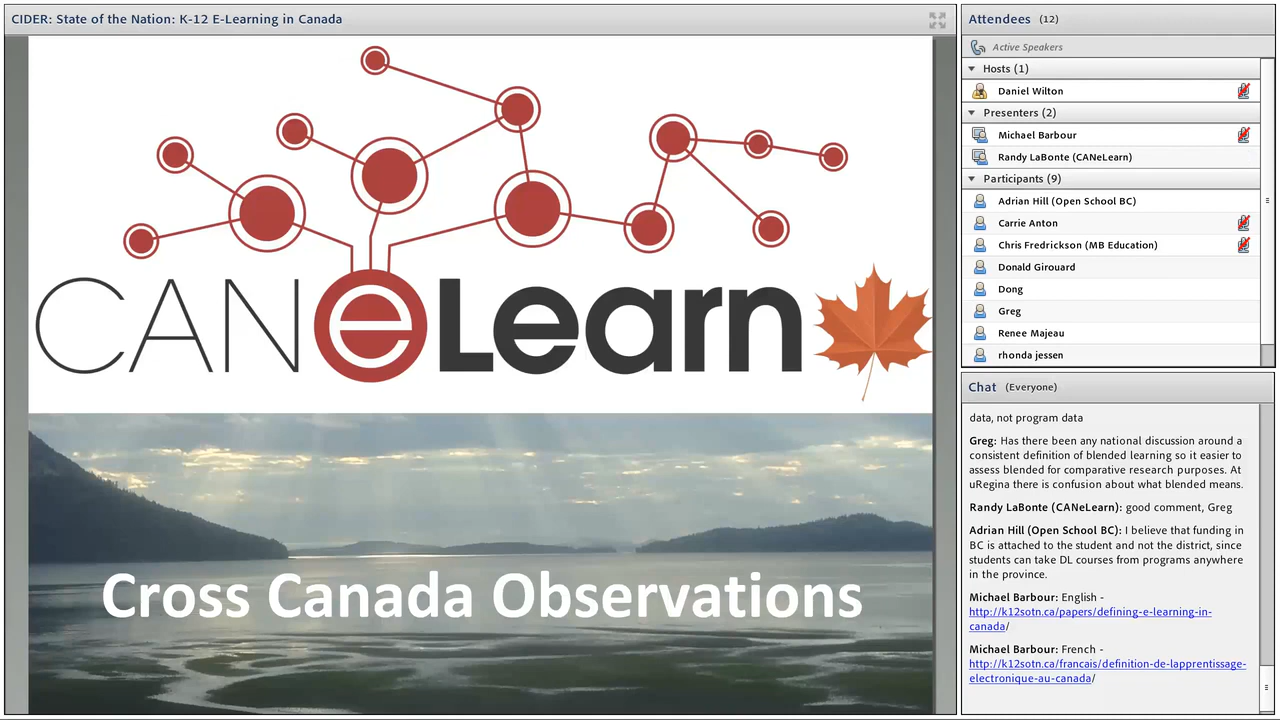 CIDER: State of the Nation: K-12 E-Learning in Canada
CANeLearn
Cross Canada Observations
Attendees (12)
Active Speakers
Hosts (1)
Daniel Wilton
Presenters (2)
Michael Barbour
Randy LaBonte (CANeLearn)
Participants (9)
Adrian Hill (Open School BC)
Carrie Anton
Chris Fredrickson (MB Education)
Donald Girouard
Dong
Greg
Renee Majeau
rhonda jessen
Chat (Everyone)
data, not program data
Greg: Has there been any national discussion around a
consistent definition of blended learning so it easier to
assess blended for comparative research purposes. At
uRegina there is confusion about what blended means.
Randy LaBonte (CANeLearn): good comment, Greg
Adrian Hill (Open School BC): I believe that funding in
BC is attached to the student and not the district, since
students can take DL courses from programs anywhere
in the province.
Michael Barbour: English -
http://k12sotn.ca/papers/defining-e-learning-in-
canada/
Michael Barbour: French -
http://k12sotn.ca/francais/definition-de-lapprentissage-
electronique-au-canada/